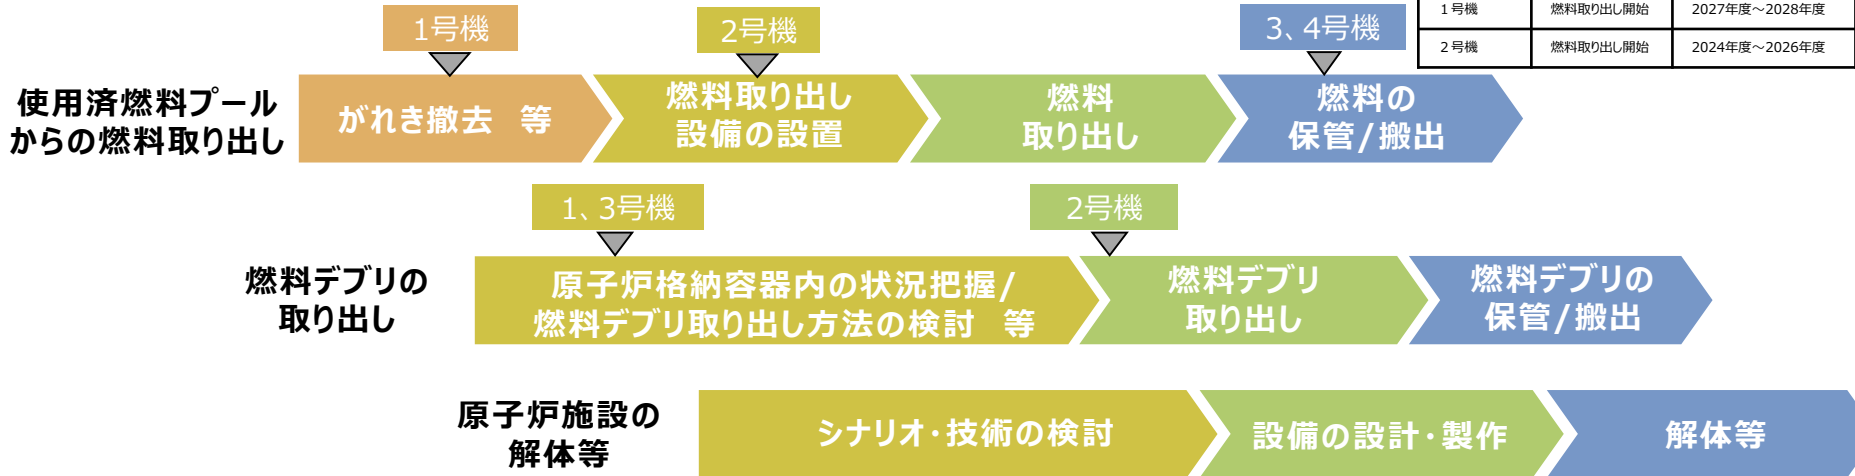 1号機
燃料取り出し開始
2027年度～2028年度
2号機
燃料取り出し開始
2024年度～2026年度
1号機
2号機
3、4号機
使用済燃料プール
からの燃料取り出し
がれき撤去 等
燃料取り出し
設備の設置
燃料
取り出し
燃料の
保管/搬出
1、3号機
2号機
燃料デブリの
取り出し
原子炉格納容器内の状況把握/
燃料デブリ取り出し方法の検討 等
燃料デブリ
取り出し
燃料デブリの
保管/搬出
原子炉施設の
解体等
シナリオ・技術の検討
設備の設計・製作
解体等